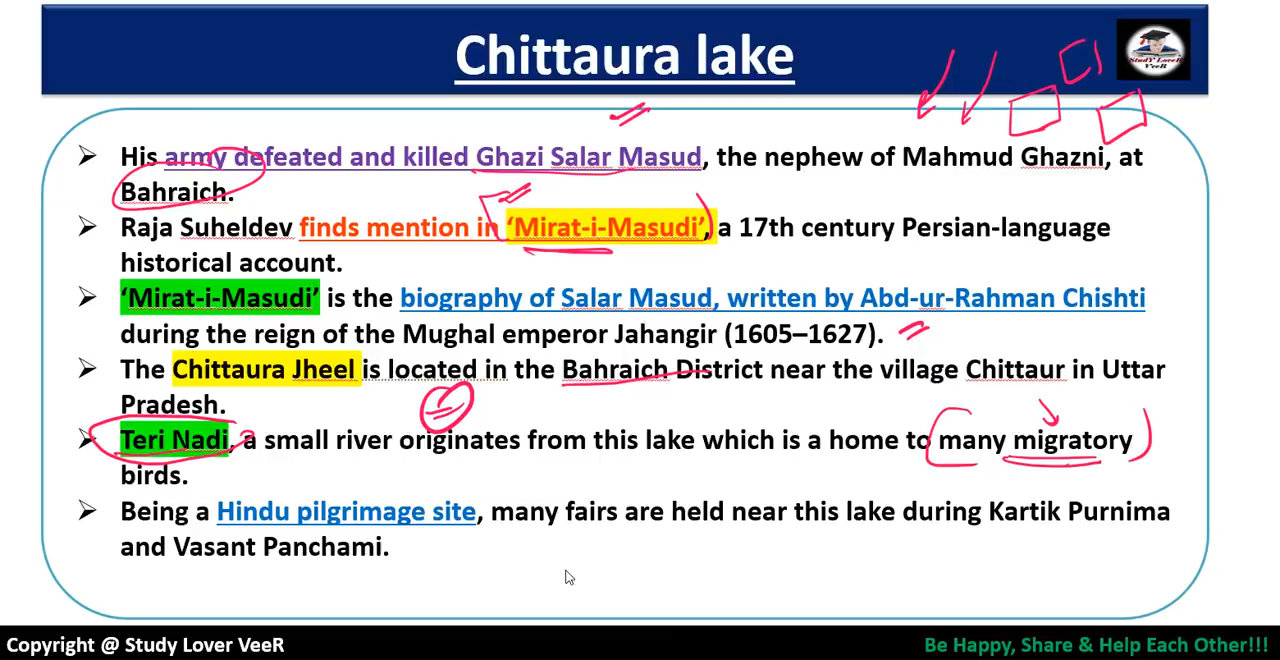 Chittaura lake
StudY LoveR
VeeR
➢ His army defeated and killed Ghazi Salar Masud, the nephew of Mahmud Ghazni, at
Bahraich.
➢ Raja Suheldev finds mention in ‘Mirat-i-Masudi’, a 17th century Persian-language
historical account.
➢ ‘Mirat-i-Masudi’ is the biography of Salar Masud, written by Abd-ur-Rahman Chishti
during the reign of the Mughal emperor Jahangir (1605–1627).
➢ The Chittaura Jheel is located in the Bahraich District near the village Chittaur in Uttar
Pradesh.
➢ Teri Nadi, a small river originates from this lake which is a home to many migratory
birds.
➢ Being a Hindu pilgrimage site, many fairs are held near this lake during Kartik Purnima
and Vasant Panchami.
Copyright @ Study Lover VeeR
Be Happy, Share & Help Each Other!!!